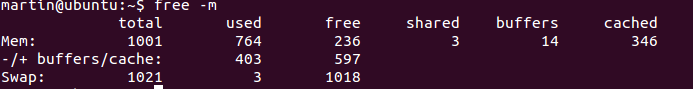 martin@ubuntu:~$ free -m
             total       used       free     shared    buffers     cached
Mem:          1001        764        236          3         14        346
-/+ buffers/cache:        403        597
Swap:         1021          3       1018